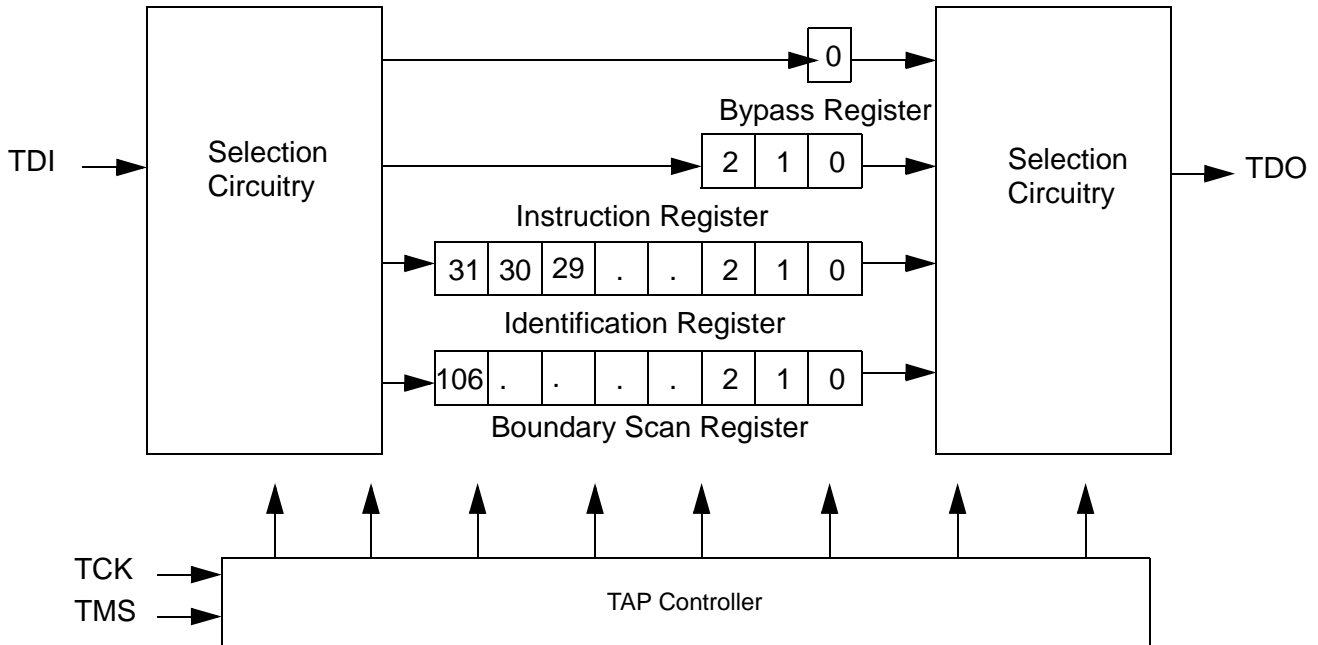 0
Bypass Register
TDI
Selection
Circuitry
2 1 0
Selection
Circuitry
TDO
Instruction Register
31 30 29 . . 2 1 0
Identification Register
106 . . . . 2 1 0
Boundary Scan Register
TCK
TMS
TAP Controller